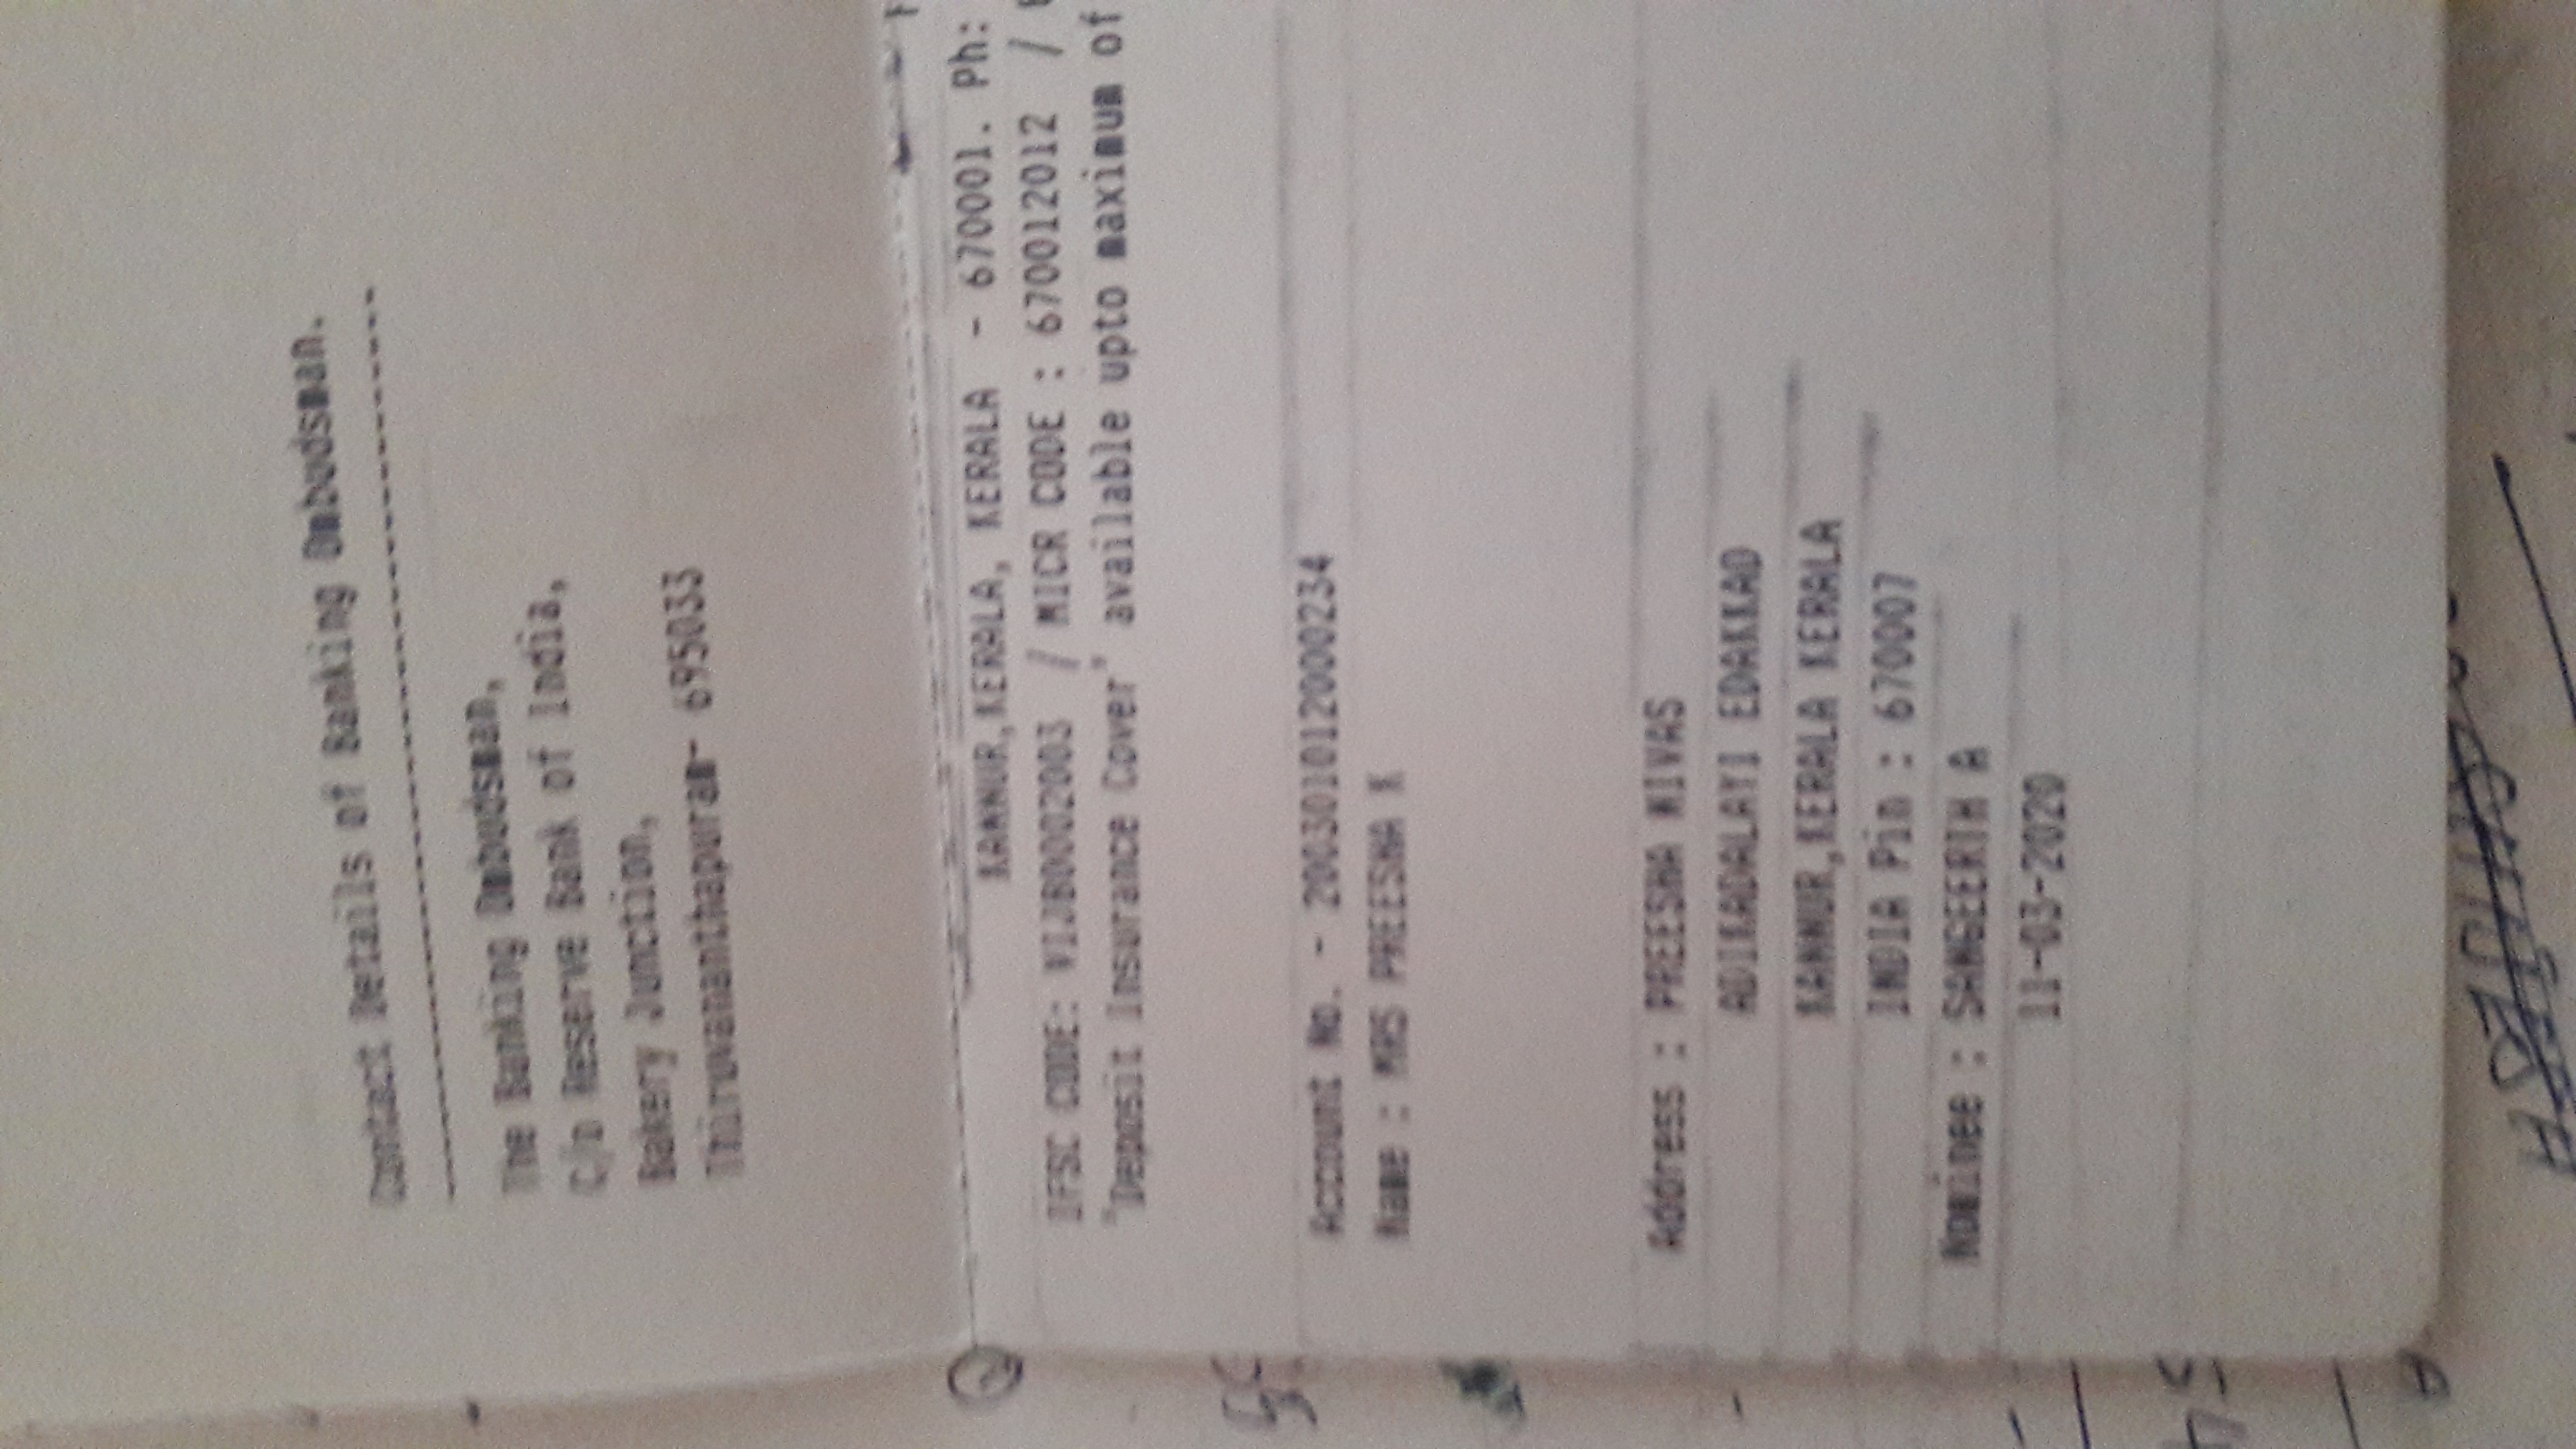 Contact Details of Banking Ombudsman.
The Banking Ombudsman,
C/o Reserve Bank of India,
Bakery Junction,
Thiruvananthapuram- 695033
KANNUR,KERALA, KERALA - 670001. Ph:
IFSC CODE: VIJB0002003 / MICR CODE : 670012012 /
"Deposit Insurance Cover" available upto maximum of
Account No. - 200301012000234
Name : MRS PREESHA K
Address : PREESHA NIVAS
ADIKADALAYI EDAKKAD
KANNUR,KERALA KERALA
INDIA Pin : 670007
Nominee : SANGEERTH A
11-03-2020